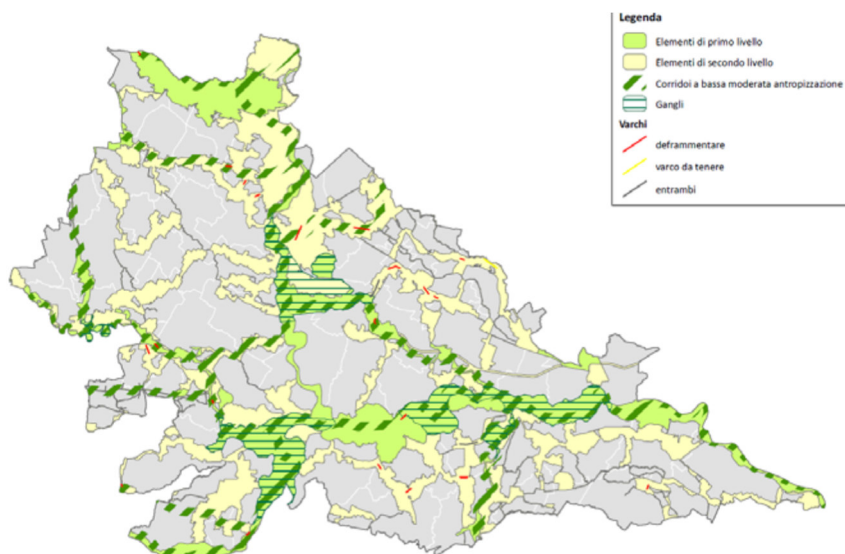 Legenda
Elementi di primo livello
Elementi di secondo livello
Corridoi a bassa moderata antropizzazione
Gangli
Varchi
deframmentare
varco da tenere
entrambi